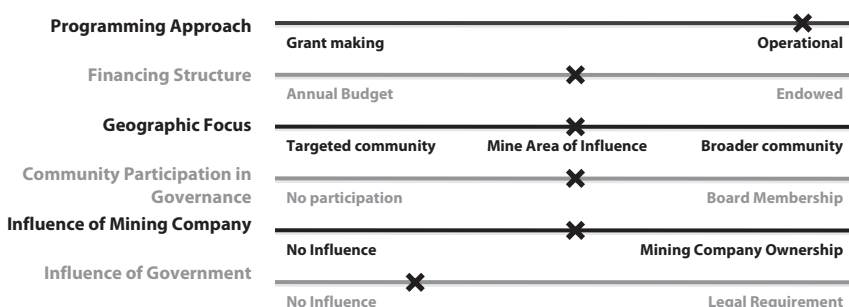 Programming Approach
Grant making Operational
Financing Structure
Annual Budget Endowed
Geographic Focus
Targeted community Mine Area of Influence Broader community
Community Participation in
Governance
No participation Board Membership
Influence of Mining Company
No Influence Mining Company Ownership
Influence of Government
No Influence Legal Requirement